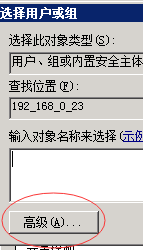 选择用户或组
选择此对象类型(S):
用户、组或内置安全主体
查找位置(F):
192_168_0_23
输入对象名称来选择(示例
高级(A)...